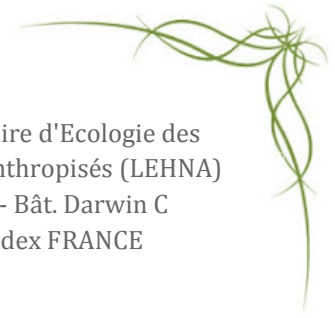 ire d'Ecologie des
nthropisés (LEHNA)
- Bât. Darwin C
dex FRANCE